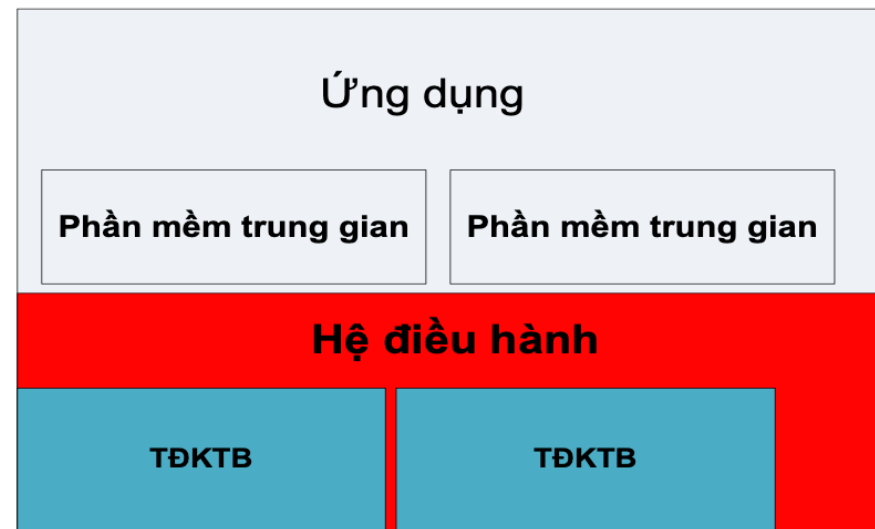 Ứng dụng
Phần mềm trung gian
Phần mềm trung gian
Hệ điều hành
TĐKTB
TĐKTB